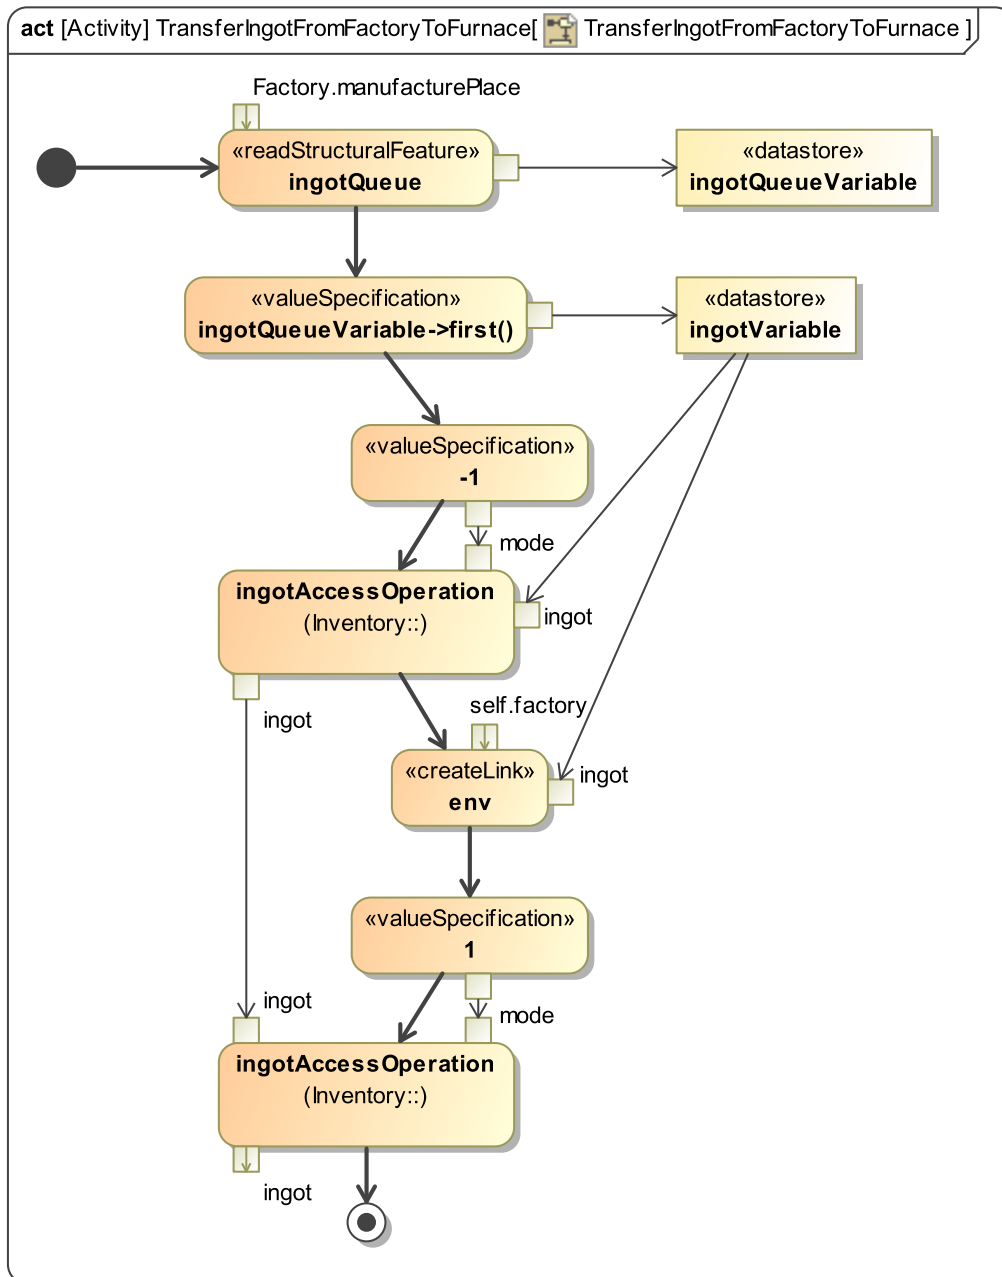 act [Activity] TransferIngotFromFactoryToFurnace[ TransferIngotFromFactoryToFurnace ]
Factory.manufacturePlace
«readStructuralFeature»
ingotQueue
«datastore»
ingotQueueVariable
«valueSpecification»
ingotQueueVariable->first()
«datastore»
ingotVariable
«valueSpecification»
-1
mode
ingotAccessOperation
(Inventory::)
ingot
ingot
self.factory
«createLink»
env
ingot
«valueSpecification»
1
ingot
mode
ingotAccessOperation
(Inventory::)
ingot